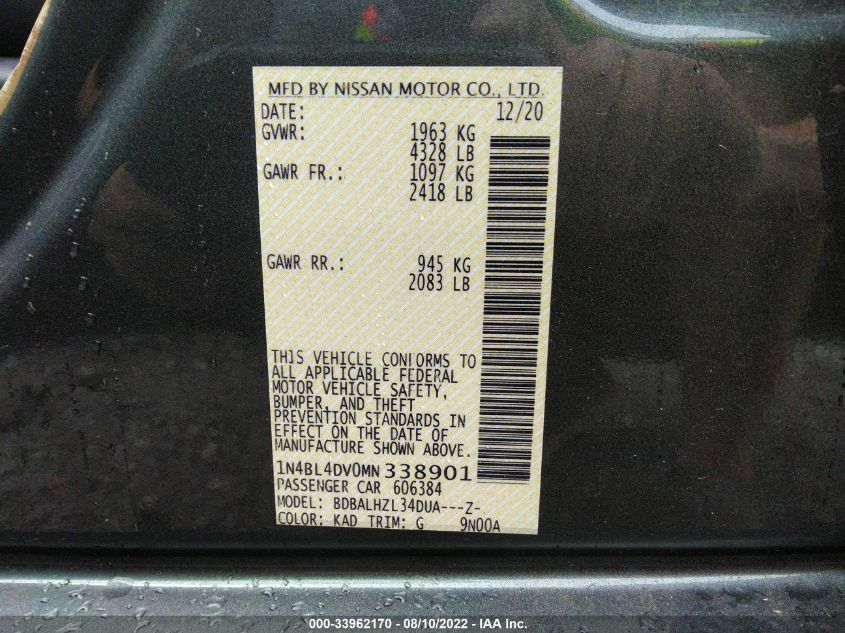 MFD BY NISSAN MOTOR CO., LTD.
DATE: 12/20
GVWR: 1963 KG
4328 LB
GAWR FR.: 1097 KG
2418 LB
GAWR RR.: 945 KG
2083 LB
THIS VEHICLE CONFORMS TO
ALL APPLICABLE FEDERAL
MOTOR VEHICLE SAFETY,
BUMPER, AND THEFT
PREVENTION STANDARDS IN
EFFECT ON THE DATE OF
MANUFACTURE SHOWN ABOVE.
1N4BL4DV0MN338901
PASSENGER CAR 606384
MODEL: BDBALHZL34DUA---Z-
COLOR: KAD TRIM: G 9N00A
000-33962170 - 08/10/2022 - IAA Inc.